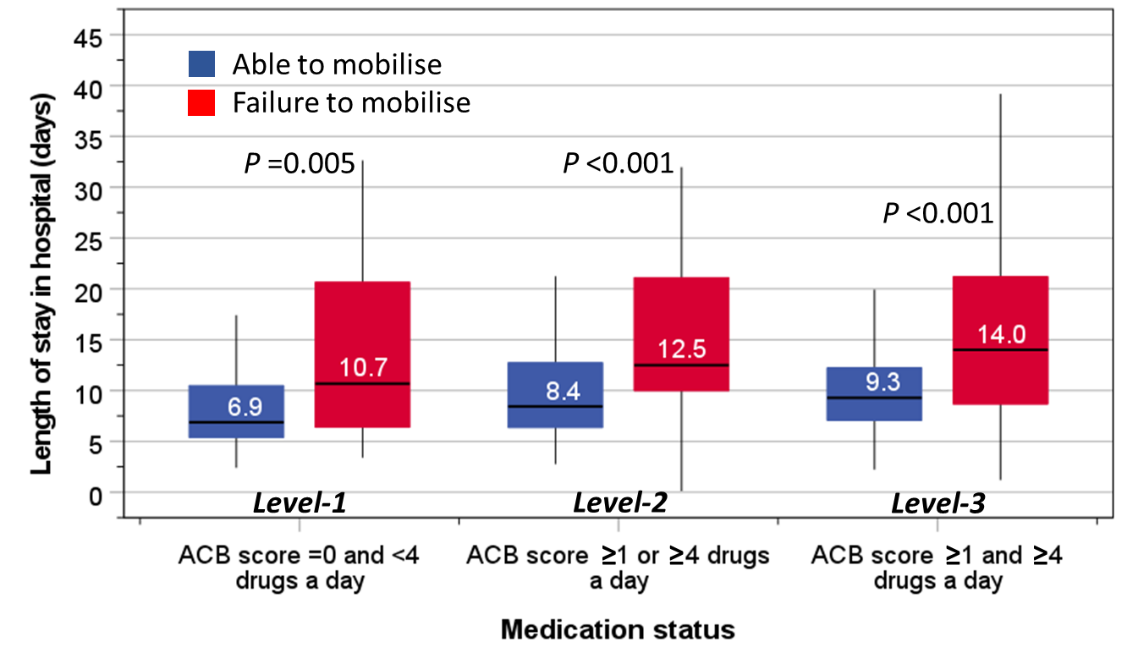 Length of stay in hospital (days)
45
40
35
30
25
20
15
10
5
0
Able to mobilise
Failure to mobilise
P =0.005
P <0.001
P <0.001
6.9
10.7
8.4
12.5
9.3
14.0
Level-1
Level-2
Level-3
ACB score =0 and <4
drugs a day
ACB score ≥1 or ≥4 drugs
a day
ACB score ≥1 and ≥4
drugs a day
Medication status